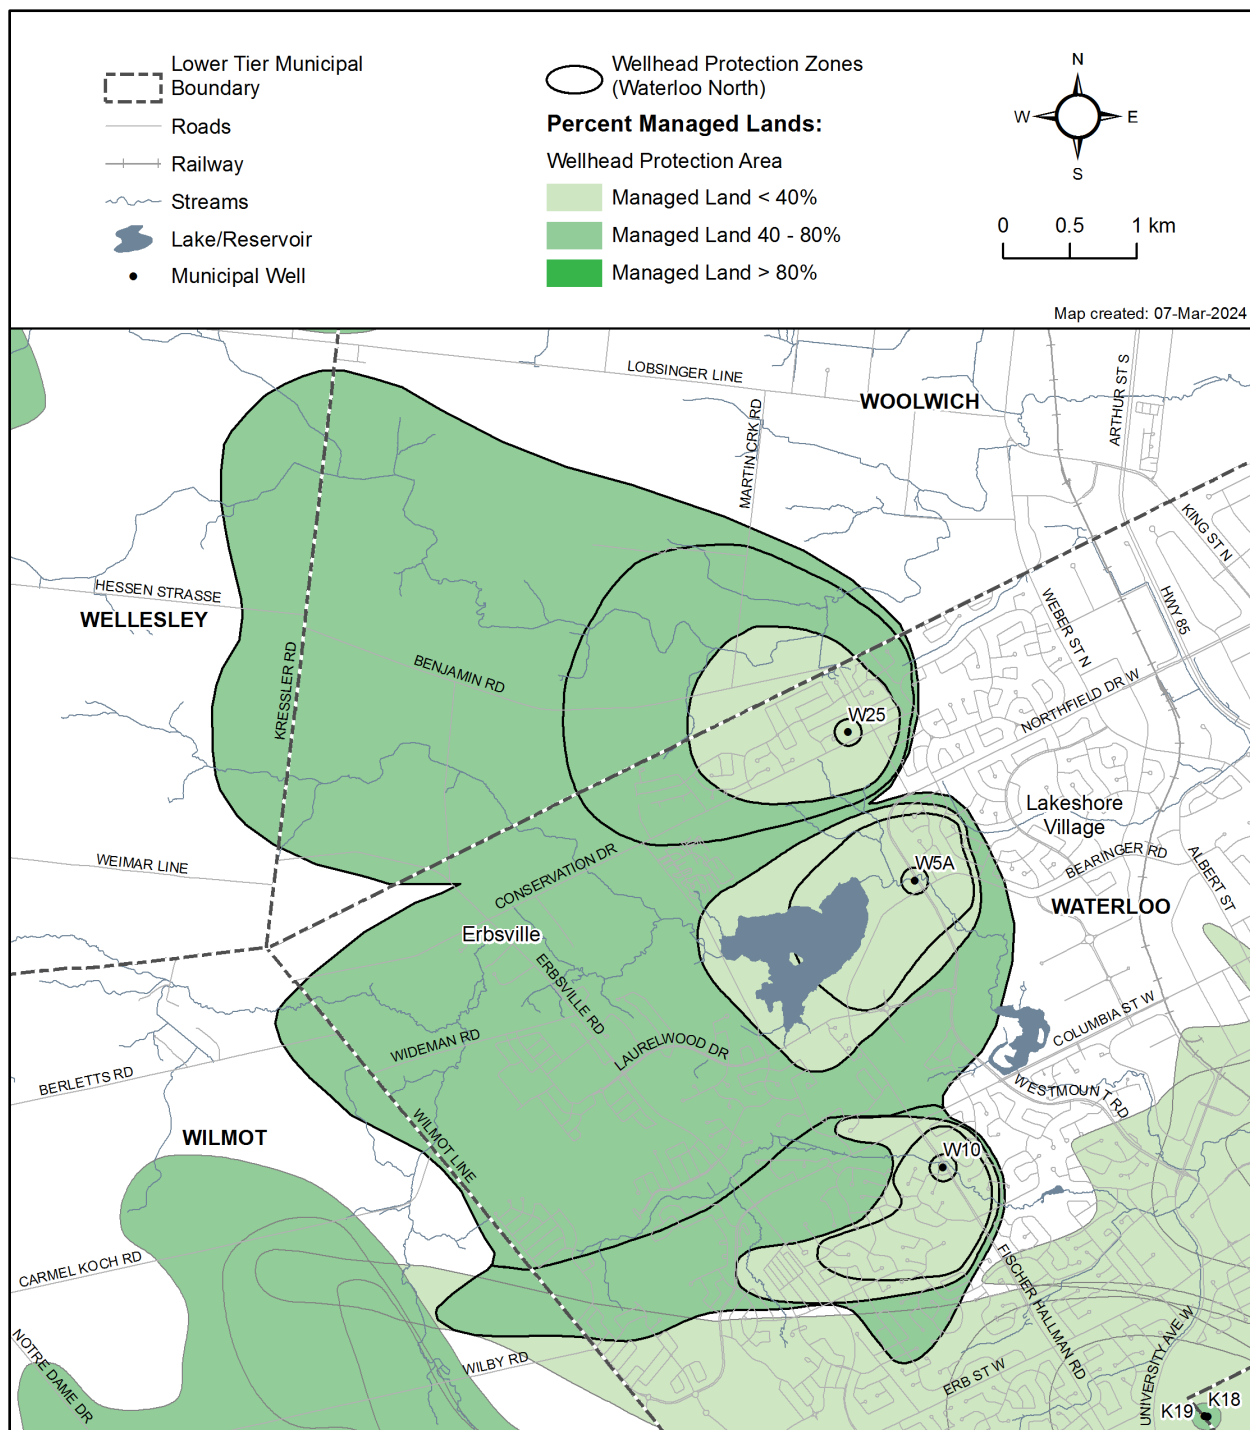 Lower Tier Municipal
Boundary
Roads
Railway
Streams
Lake/Reservoir
Municipal Well
Wellhead Protection Zones
(Waterloo North)
Percent Managed Lands:
Wellhead Protection Area
Managed Land < 40%
Managed Land 40 - 80%
Managed Land > 80%
N
W
E
S
0 0.5 1 km
Map created: 07-Mar-2024
LOBSINGER LINE
WOOLWICH
ARTHUR ST S
MARTIN CRK RD
KING ST N
HESSEN STRASSE
WELLESLEY
HWY 85
WEBER ST N
KRESSLER RD
BENJAMIN RD
NORTHFIELD DR W
W25
Lakeshore
Village
WEIMAR LINE
CONSERVATION DR
W5A
BEARINGER RD
ALBERT ST
WATERLOO
Erbsville
ERBSVILLE RD
WIDEMAN RD
LAURELWOOD DR
COLUMBIA ST W
BERLETTS RD
WESTMOUNT RD
WILMOT
WILMOT LINE
W10
CARMEL KOCH RD
FISCHER HALLMAN RD
NOTRE DAME DR
WILBY RD
ERB ST W
UNIVERSITY AVE W
K19
K18